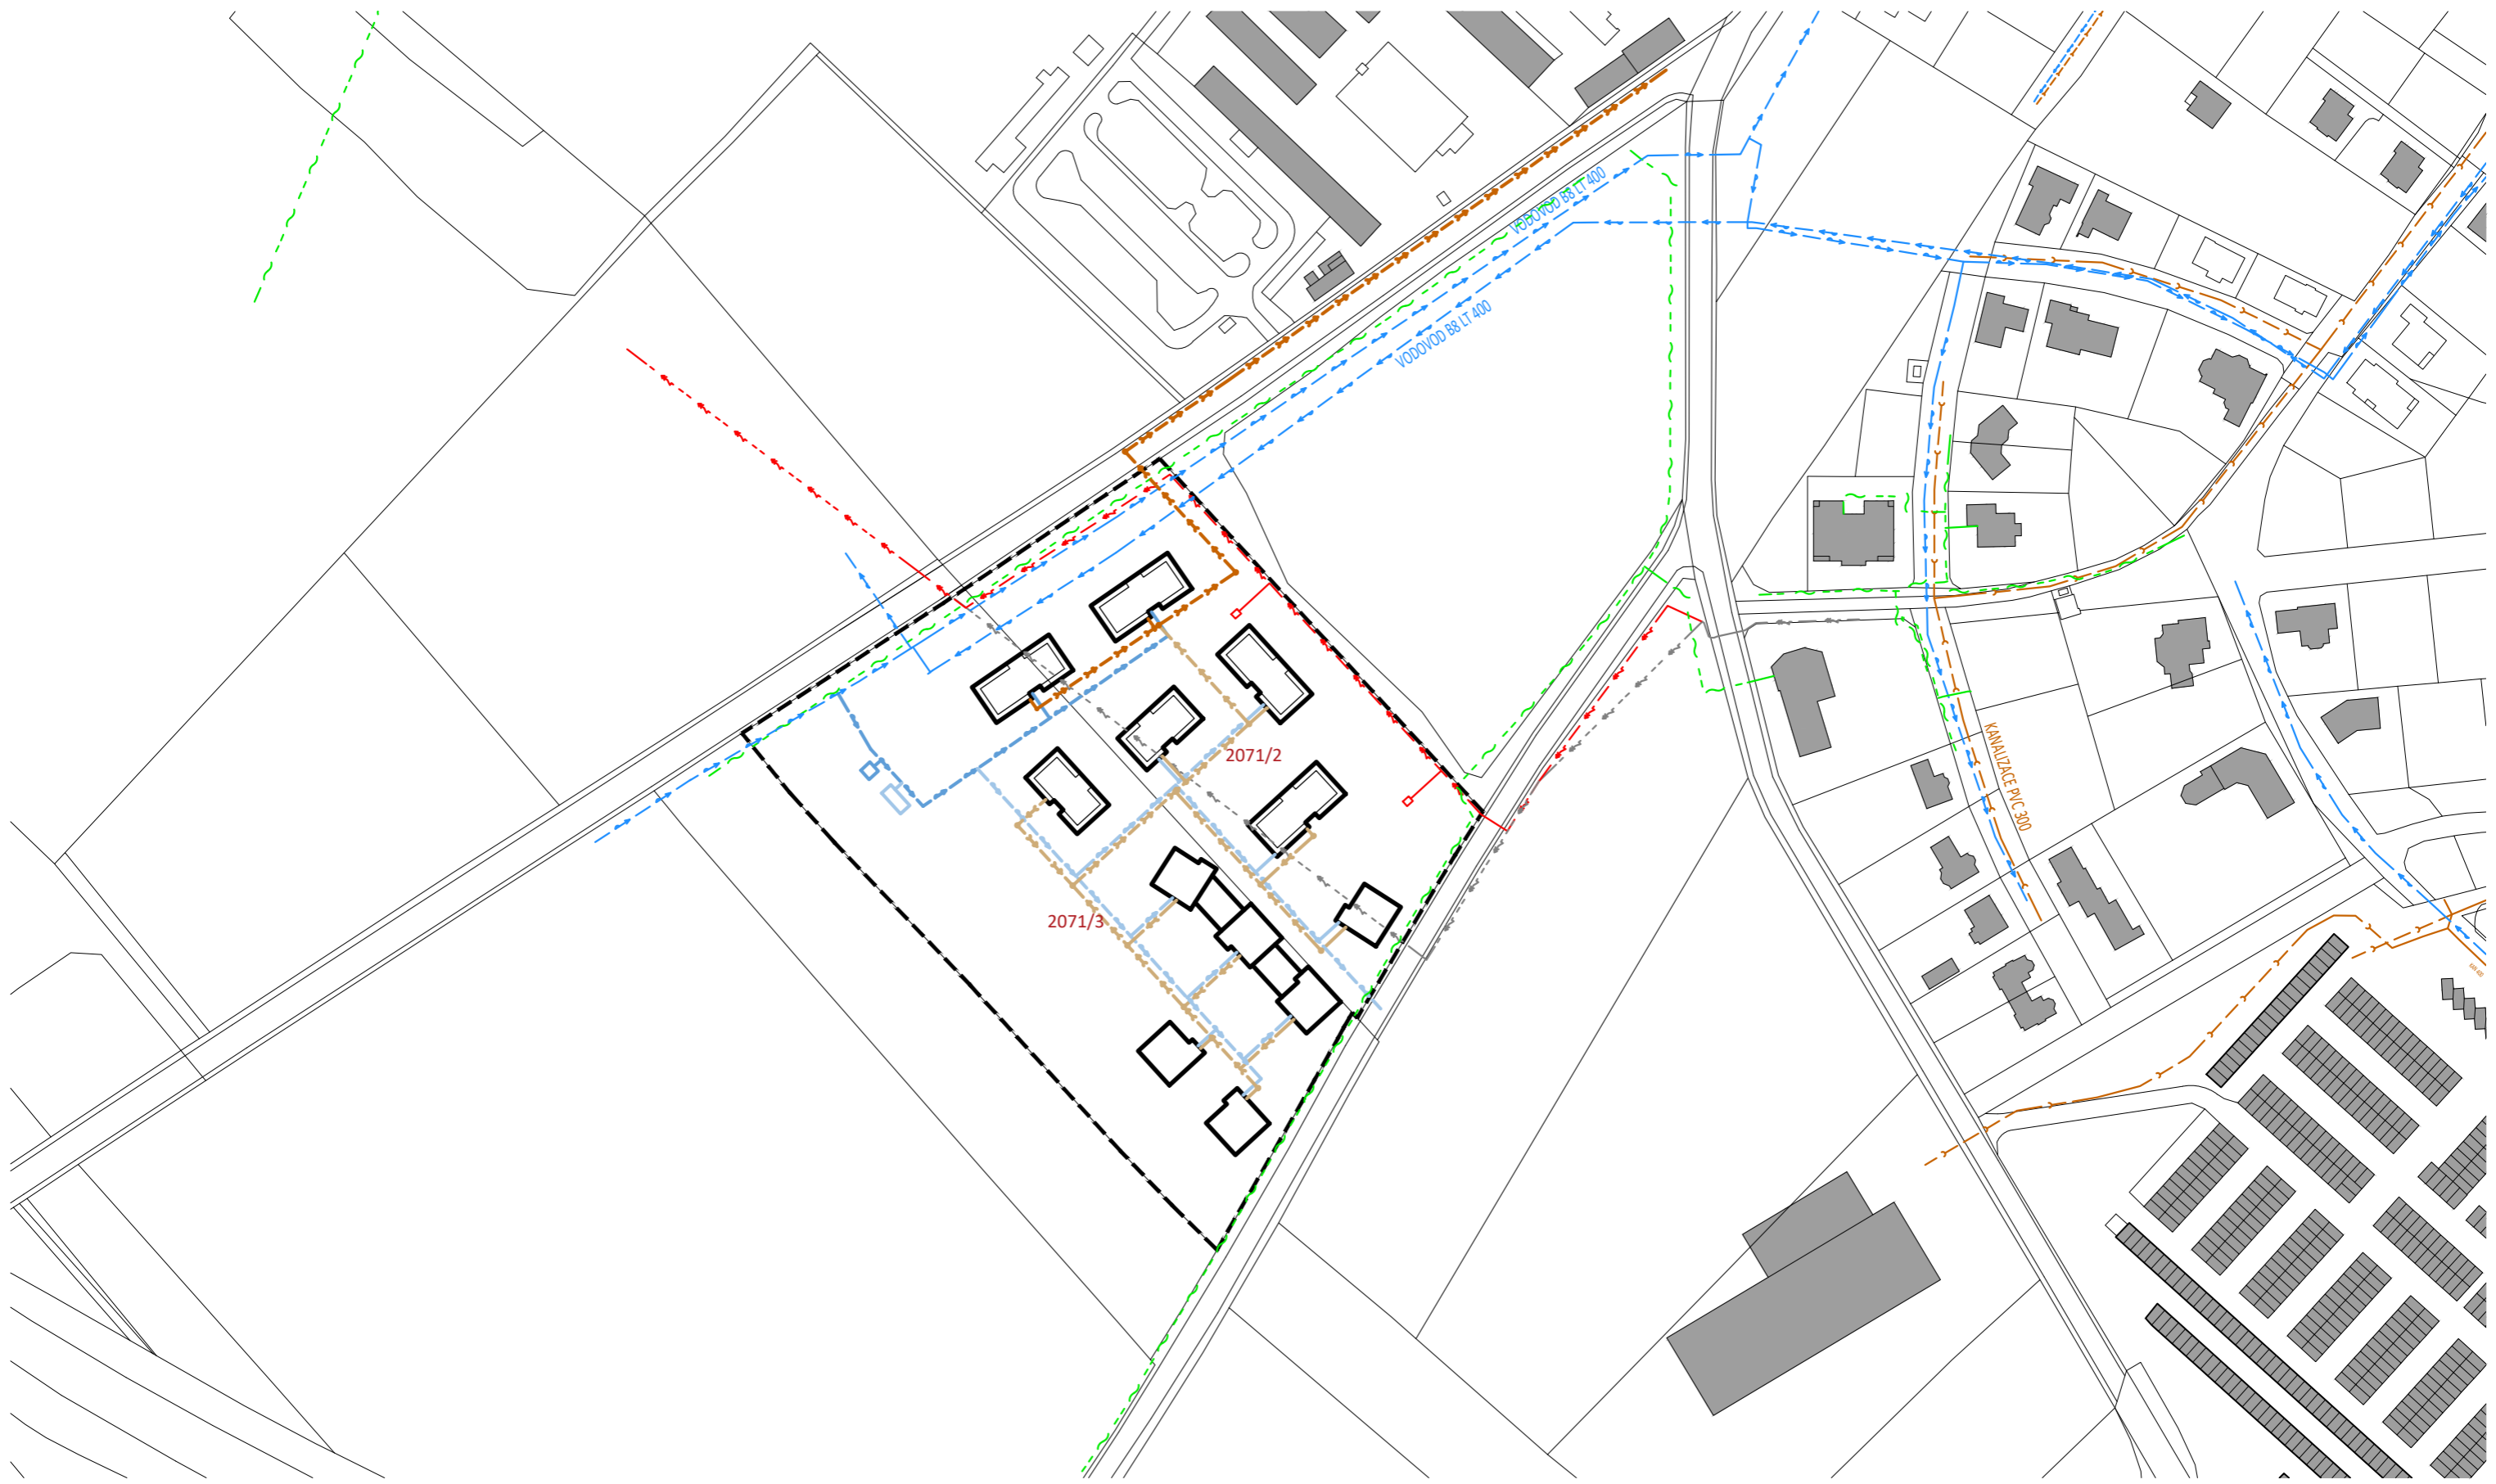 VODOVOD B8 LT 400
VODOVOD B8 LT 400
2071/2
KANALIZACE PVC 300
2071/3